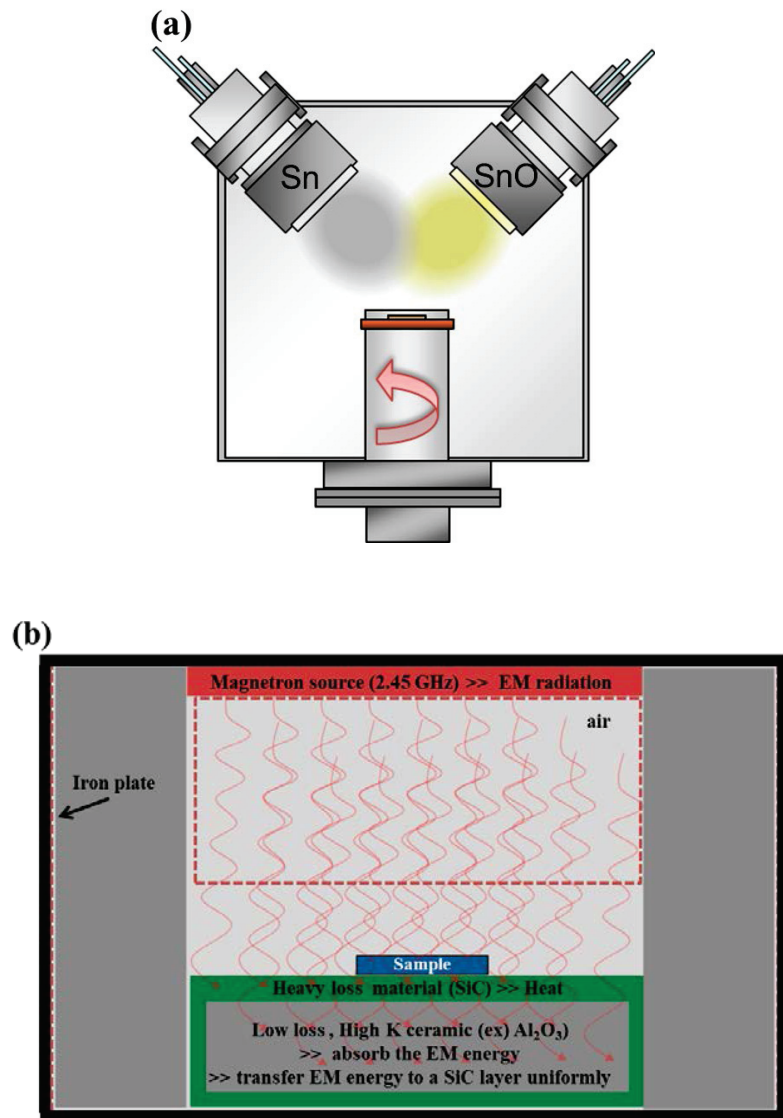 (a)
Sn
SnO
(b)
Magnetron source (2.45 GHz) >> EM radiation
air
Iron plate
Sample
Heavy loss material (SiC) >> Heat
Low loss , High K ceramic (ex) Al₂O₃)
>> absorb the EM energy
>> transfer EM energy to a SiC layer uniformly